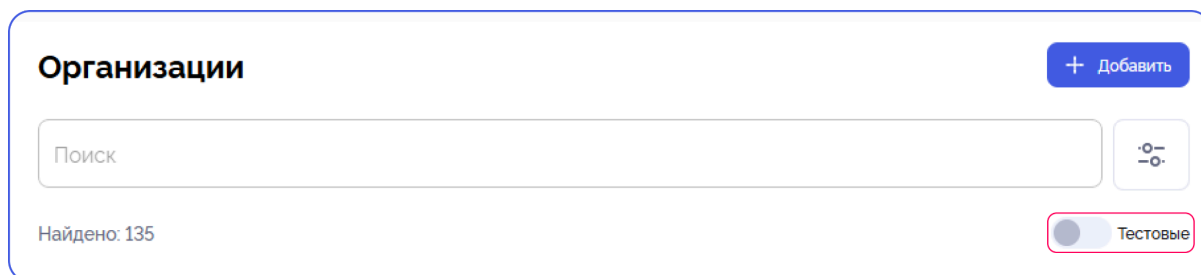 Организации
Добавить
Поиск
Найдено: 135
Тестовые